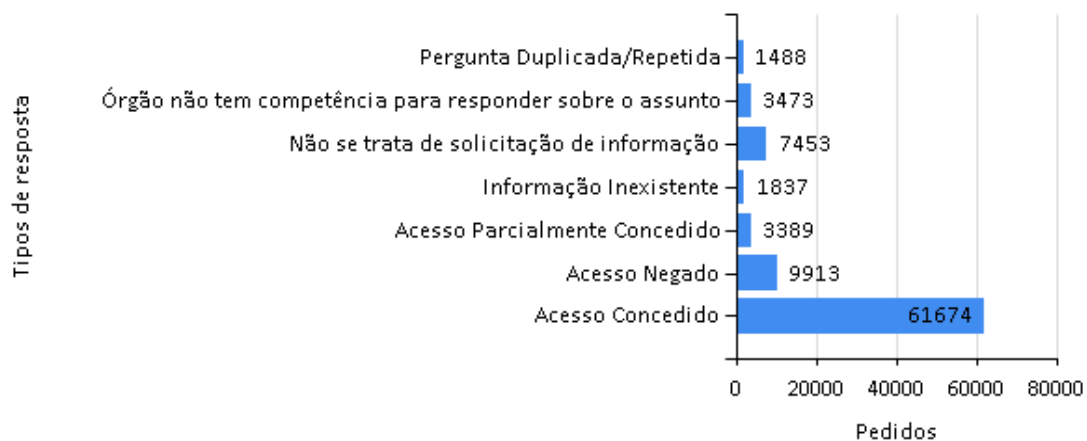 Tipos de resposta
Pergunta Duplicada/Repetida
1488
Órgão não tem competência para responder sobre o assunto
3473
Não se trata de solicitação de informação
7453
Informação Inexistente
1837
Acesso Parcialmente Concedido
3389
Acesso Negado
9913
Acesso Concedido
61674
0 20000 40000 60000 80000
Pedidos